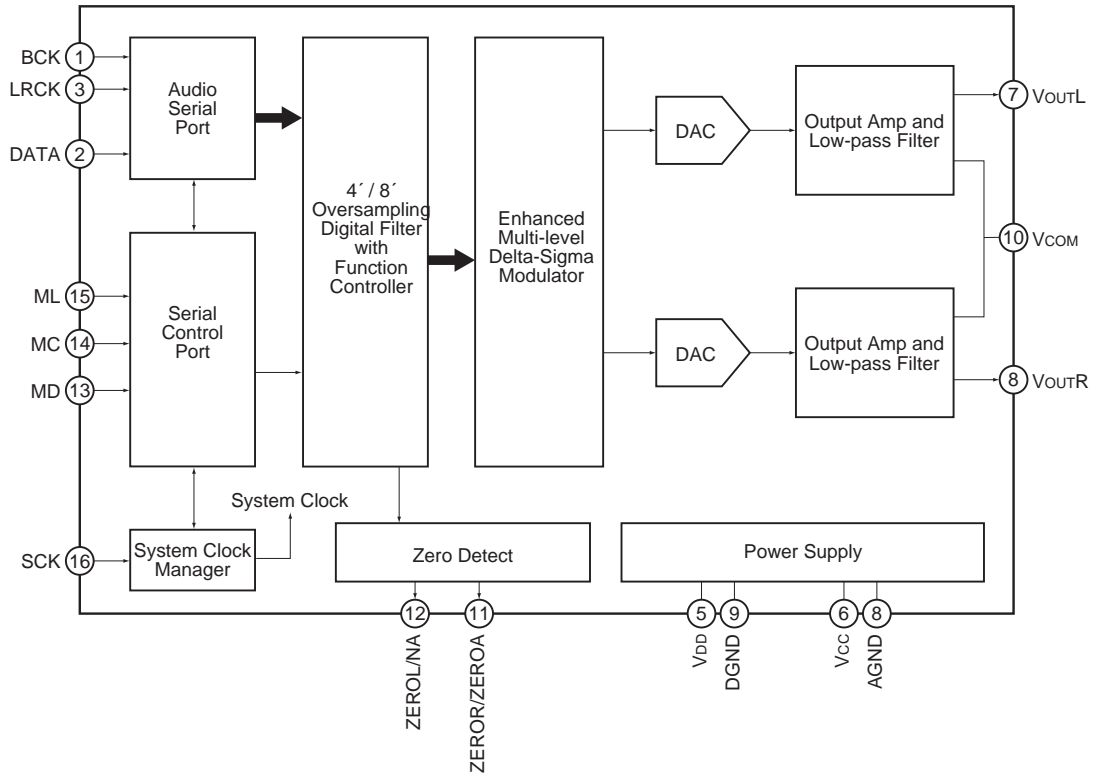 BCK 1
LRCK 3
DATA 2
Audio
Serial
Port
ML 15
MC 14
MD 13
Serial
Control
Port
SCK 16
System Clock
Manager
System Clock
4´ / 8´
Oversampling
Digital Filter
with
Function
Controller
Enhanced
Multi-level
Delta-Sigma
Modulator
DAC
Output Amp and
Low-pass Filter
7 VOUTL
10 VCOM
DAC
Output Amp and
Low-pass Filter
8 VOUTR
Zero Detect
12
ZEROL/NA
11
ZEROR/ZEROA
Power Supply
5
VDD
9
DGND
6
VCC
8
AGND